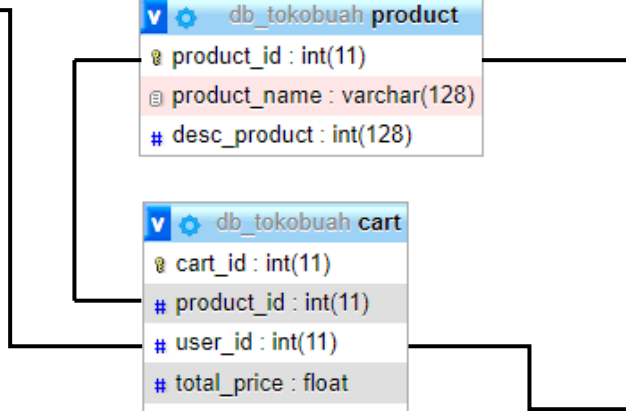 v db_tokobuah product
product_id : int(11)
product_name : varchar(128)
# desc_product : int(128)
v db_tokobuah cart
cart_id : int(11)
# product_id : int(11)
# user_id : int(11)
# total_price : float